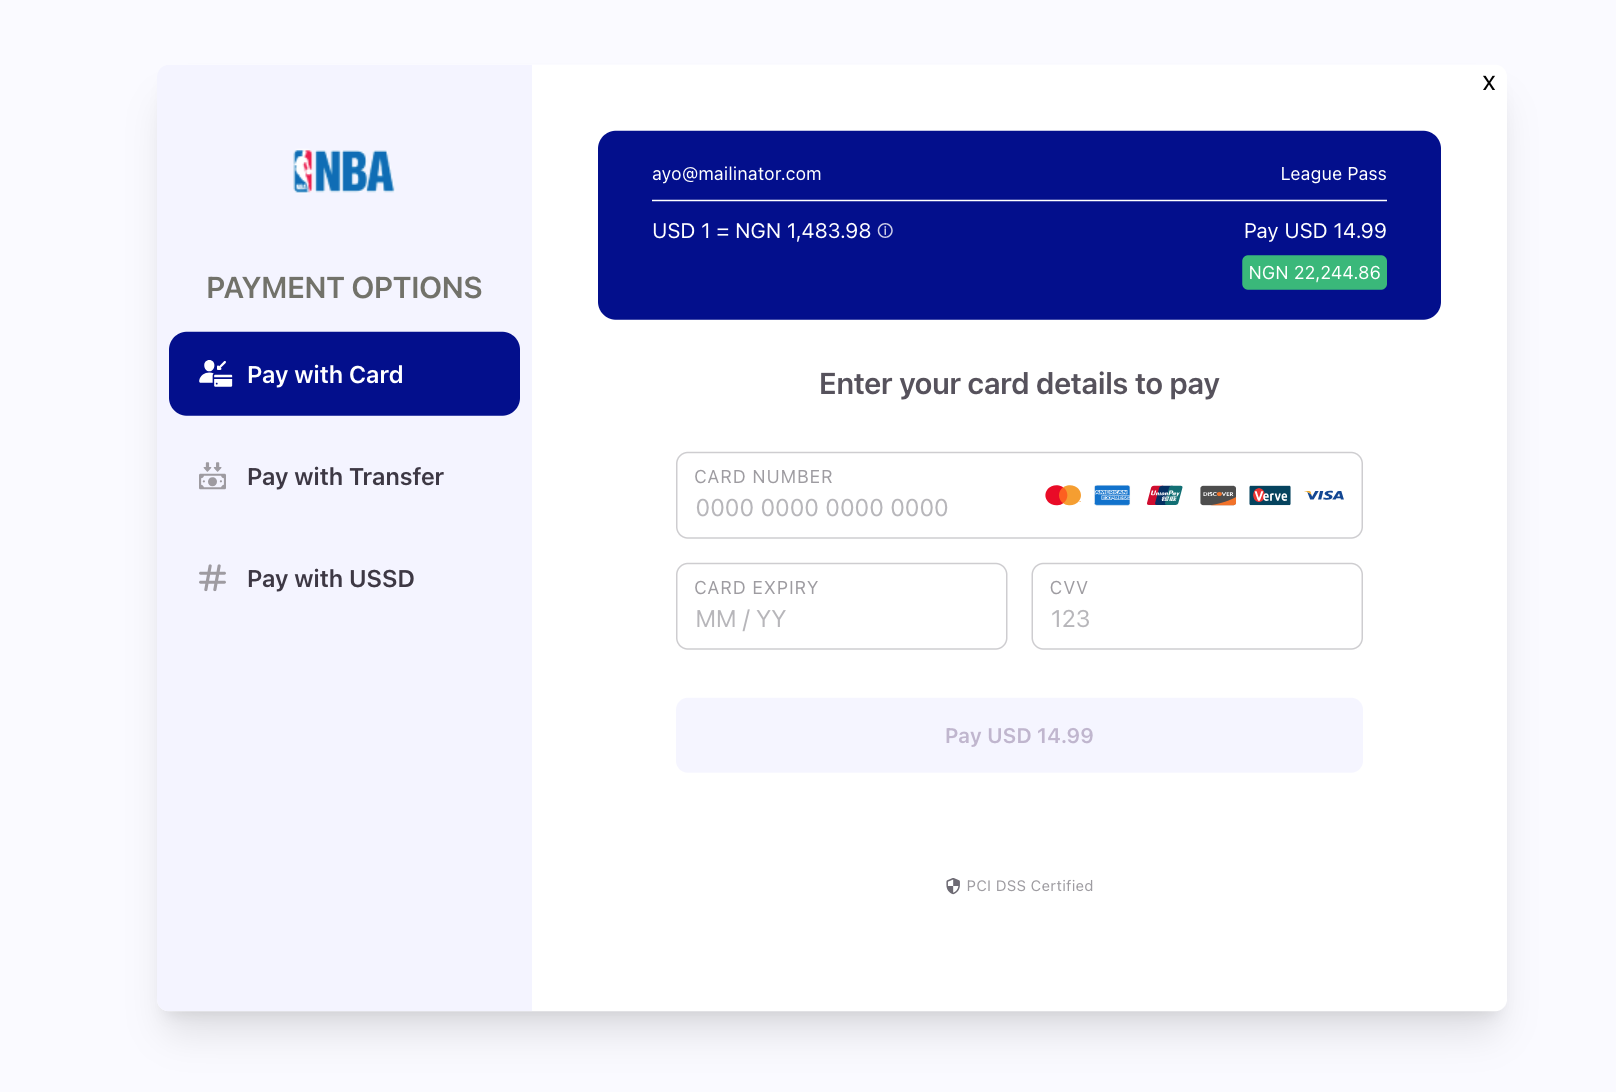 X
NBA
PAYMENT OPTIONS
Pay with Card
Pay with Transfer
Pay with USSD
ayo@mailinator.com League Pass
USD 1 = NGN 1,483.98 Pay USD 14.99
NGN 22,244.86
Enter your card details to pay
CARD NUMBER
0000 0000 0000 0000
AMERICAN EXPRESS UnionPay DISCOVER Verve VISA
CARD EXPIRY
MM / YY
CVV
123
Pay USD 14.99
PCI DSS Certified